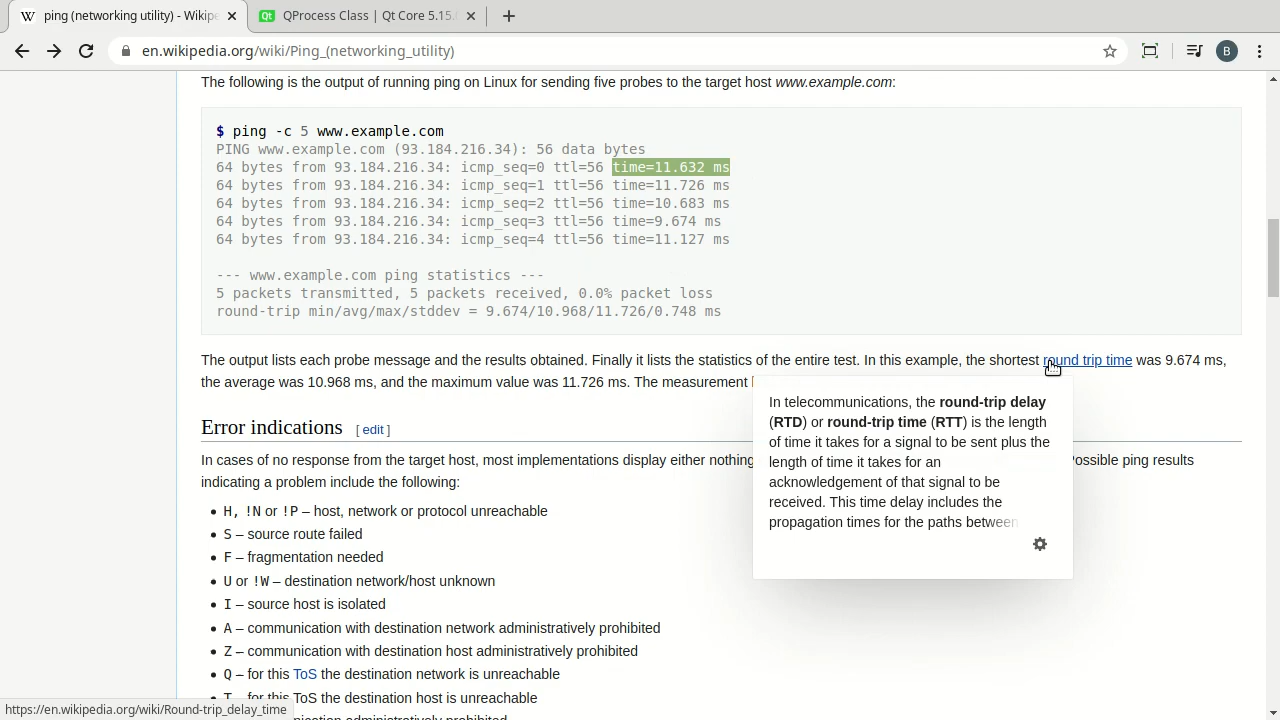 ping (networking utility) - Wikipe
QProcess Class | Qt Core 5.15.
en.wikipedia.org/wiki/Ping_(networking_utility)
B
The following is the output of running ping on Linux for sending five probes to the target host www.example.com:
$ ping -c 5 www.example.com
PING www.example.com (93.184.216.34): 56 data bytes
64 bytes from 93.184.216.34: icmp_seq=0 ttl=56 time=11.632 ms
64 bytes from 93.184.216.34: icmp_seq=1 ttl=56 time=11.726 ms
64 bytes from 93.184.216.34: icmp_seq=2 ttl=56 time=10.683 ms
64 bytes from 93.184.216.34: icmp_seq=3 ttl=56 time=9.674 ms
64 bytes from 93.184.216.34: icmp_seq=4 ttl=56 time=11.127 ms
--- www.example.com ping statistics ---
5 packets transmitted, 5 packets received, 0.0% packet loss
round-trip min/avg/max/stddev = 9.674/10.968/11.726/0.748 ms
The output lists each probe message and the results obtained. Finally it lists the statistics of the entire test. In this example, the shortest round trip time was 9.674 ms,
the average was 10.968 ms, and the maximum value was 11.726 ms. The measurement
In telecommunications, the round-trip delay
(RTD) or round-trip time (RTT) is the length
of time it takes for a signal to be sent plus the
length of time it takes for an
acknowledgement of that signal to be
received. This time delay includes the
propagation times for the paths between
Error indications [ edit ]
In cases of no response from the target host, most implementations display either nothing Possible ping results
indicating a problem include the following:
• H, !N or !P – host, network or protocol unreachable
• S – source route failed
• F – fragmentation needed
• U or !W – destination network/host unknown
• I – source host is isolated
• A – communication with destination network administratively prohibited
• Z – communication with destination host administratively prohibited
• Q – for this ToS the destination network is unreachable
• T – for this ToS the destination host is unreachable
https://en.wikipedia.org/wiki/Round-trip_delay_time
administratively prohibited